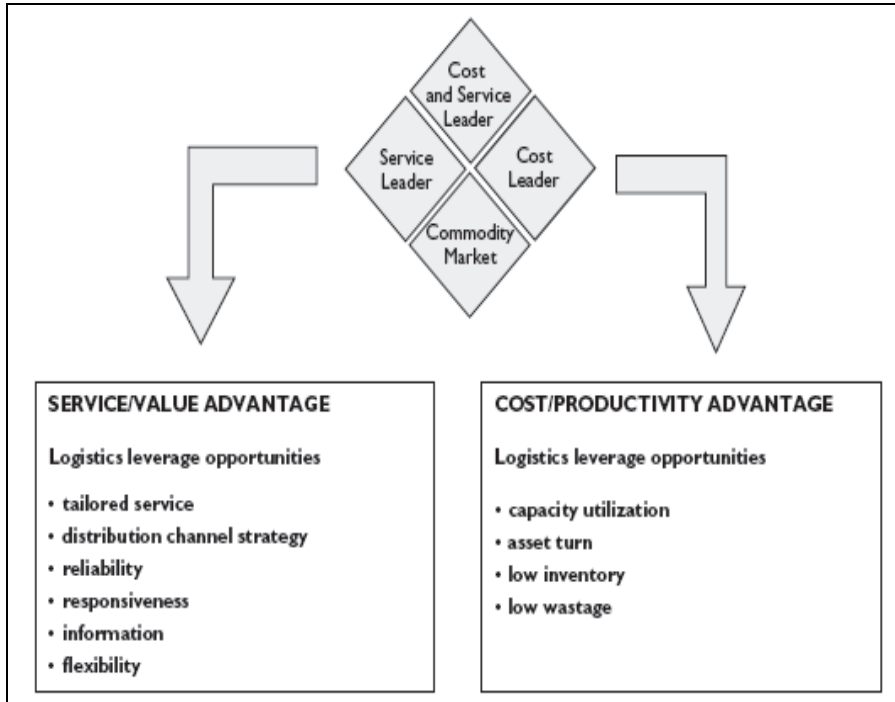 Cost
and Service
Leader
Service
Leader
Cost
Leader
Commodity
Market
SERVICE/VALUE ADVANTAGE
Logistics leverage opportunities
• tailored service
• distribution channel strategy
• reliability
• responsiveness
• information
• flexibility
COST/PRODUCTIVITY ADVANTAGE
Logistics leverage opportunities
• capacity utilization
• asset turn
• low inventory
• low wastage